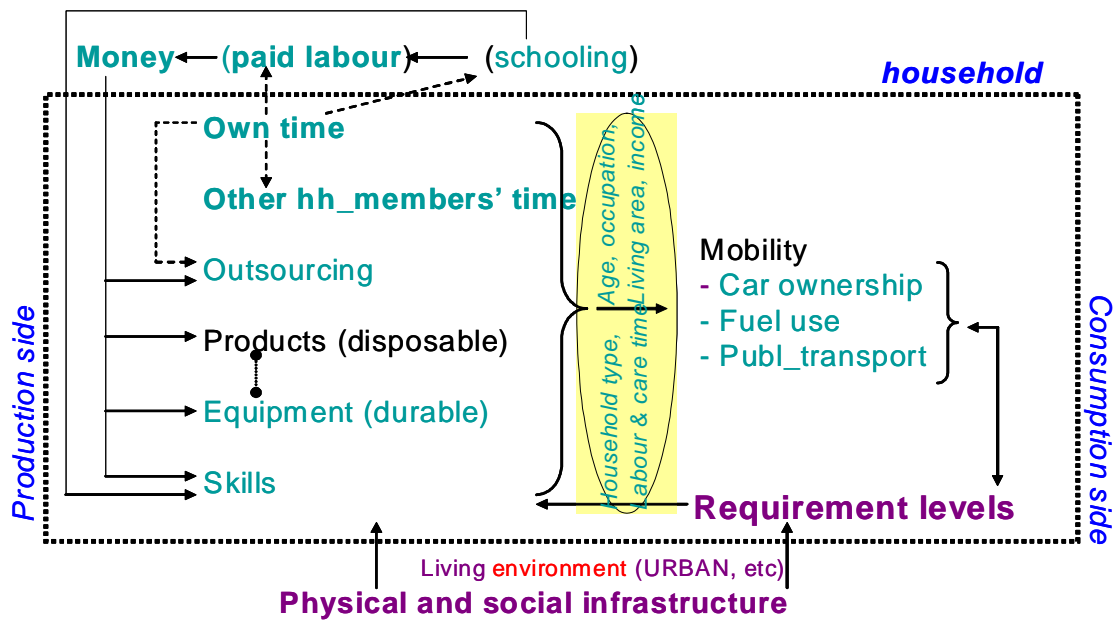 Money (paid labour) (schooling)
household
Own time
Other hh_members’ time
Outsourcing
Products (disposable)
Equipment (durable)
Skills
Production side
Household type, Age, occupation,
Labour & care time Living area, income
Mobility
- Car ownership
- Fuel use
- Publ_transport
Consumption side
Requirement levels
Living environment (URBAN, etc)
Physical and social infrastructure